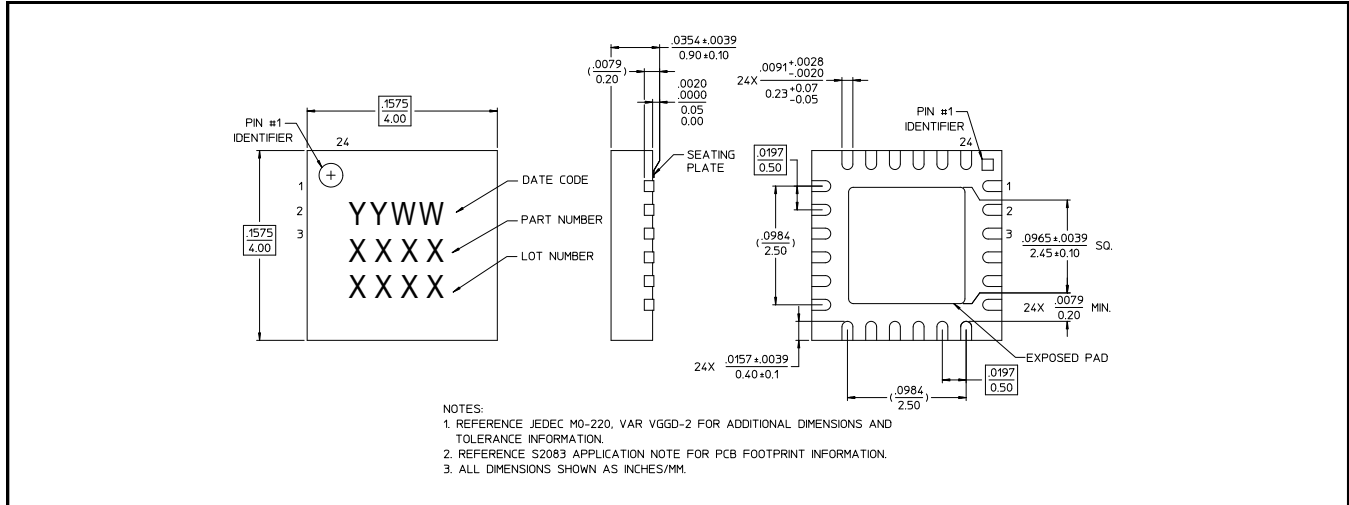 .1575
4.00
PIN #1
IDENTIFIER
24
1
2
3
.1575
4.00
YYWW
XXXX
XXXX
DATE CODE
PART NUMBER
LOT NUMBER
.0354±.0039
0.90±0.10
(.0079)
0.20
.0020
.0000
0.05
0.00
SEATING
PLATE
24X .0091+.0028
-.0020
0.23+0.07
-0.05
PIN #1
IDENTIFIER
24
1
2
3
.0197
0.50
(.0984)
2.50
.0965±.0039
2.45±0.10 SQ.
24X .0079 MIN.
0.20
24X .0157±.0039
0.40±0.1
EXPOSED PAD
.0197
0.50
(.0984)
2.50
NOTES:
1. REFERENCE JEDEC MO-220, VAR VGGD-2 FOR ADDITIONAL DIMENSIONS AND
TOLERANCE INFORMATION.
2. REFERENCE S2083 APPLICATION NOTE FOR PCB FOOTPRINT INFORMATION.
3. ALL DIMENSIONS SHOWN AS INCHES/MM.